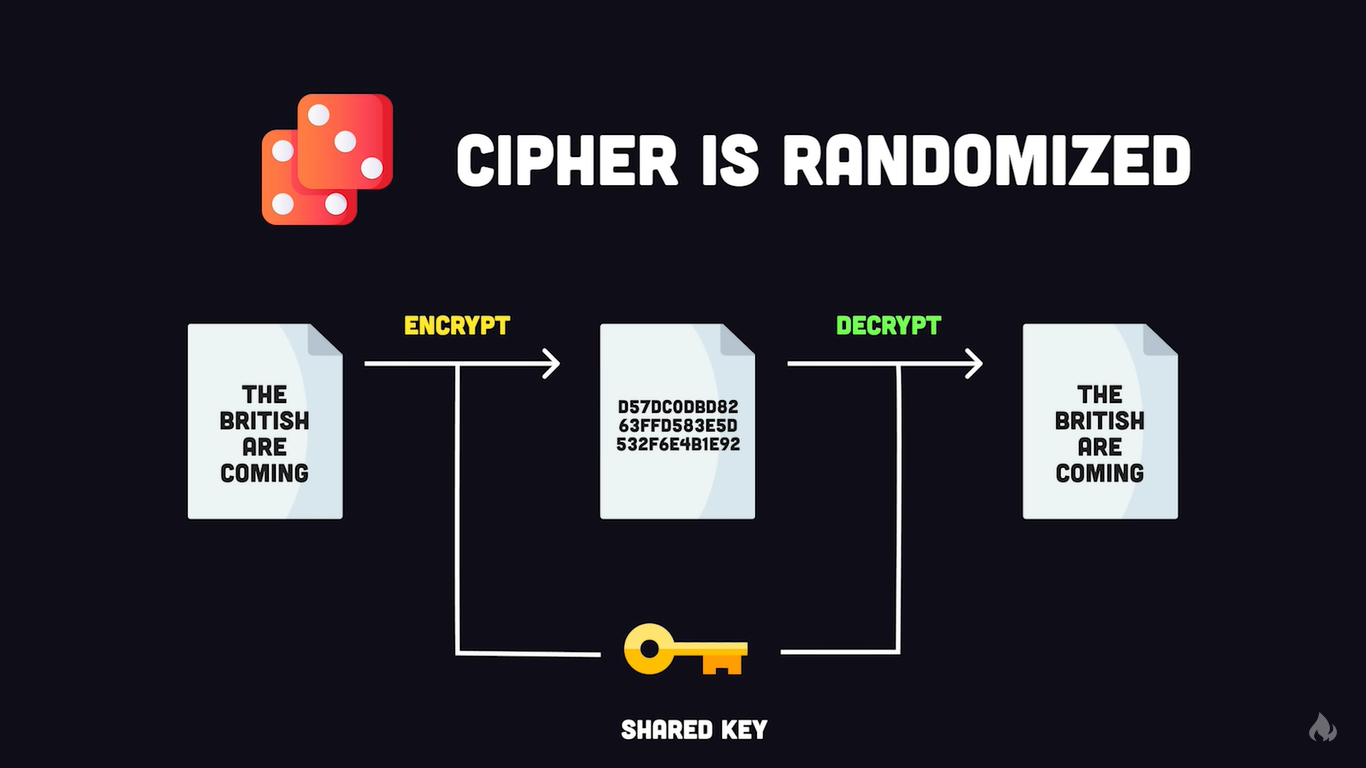 CIPHER IS RANDOMIZED
ENCRYPT
DECRYPT
THE
BRITISH
ARE
COMING
D57DC0DBD82
63FFD583E5D
532F6E4B1E92
THE
BRITISH
ARE
COMING
SHARED KEY